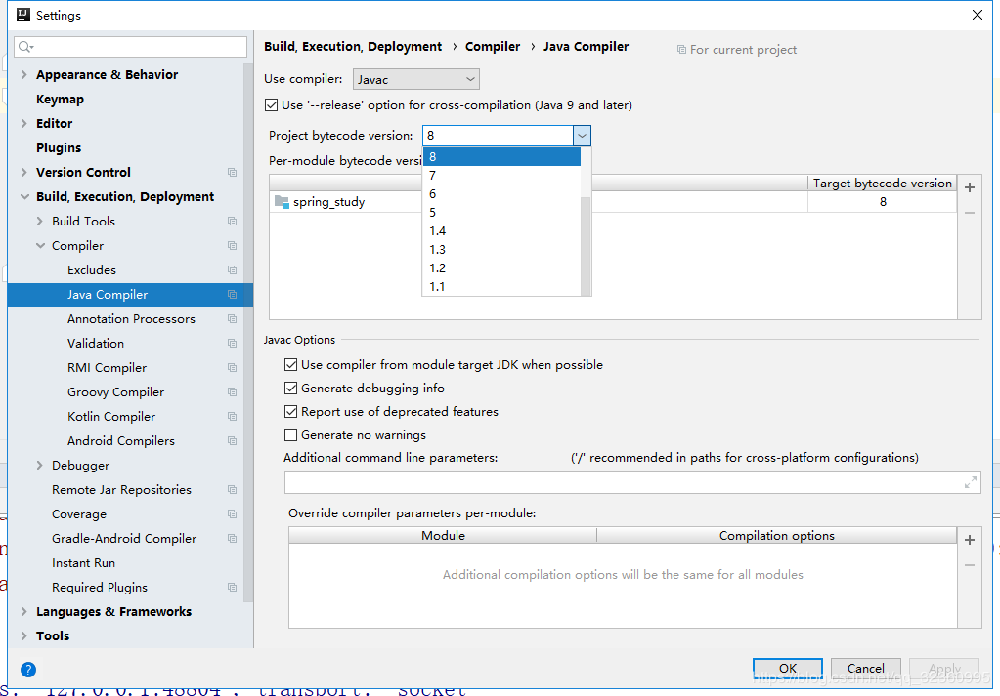 Settings
Appearance & Behavior
Keymap
Editor
Plugins
Version Control
Build, Execution, Deployment
Build Tools
Compiler
Excludes
Java Compiler
Annotation Processors
Validation
RMI Compiler
Groovy Compiler
Kotlin Compiler
Android Compilers
Debugger
Remote Jar Repositories
Coverage
Gradle-Android Compiler
Instant Run
Required Plugins
Languages & Frameworks
Tools
Build, Execution, Deployment › Compiler › Java Compiler
For current project
Use compiler: Javac
Use '--release' option for cross-compilation (Java 9 and later)
Project bytecode version: 8
Per-module bytecode versi
8
7
6
5
1.4
1.3
1.2
1.1
Target bytecode version
spring_study 8
Javac Options
Use compiler from module target JDK when possible
Generate debugging info
Report use of deprecated features
Generate no warnings
Additional command line parameters: ('/' recommended in paths for cross-platform configurations)
Override compiler parameters per-module:
Module Compilation options
Additional compilation options will be the same for all modules
OK Cancel Apply
https://blog.csdn.net/qq_32360995
s: '127.0.0.1:48804', transport: 'socket'